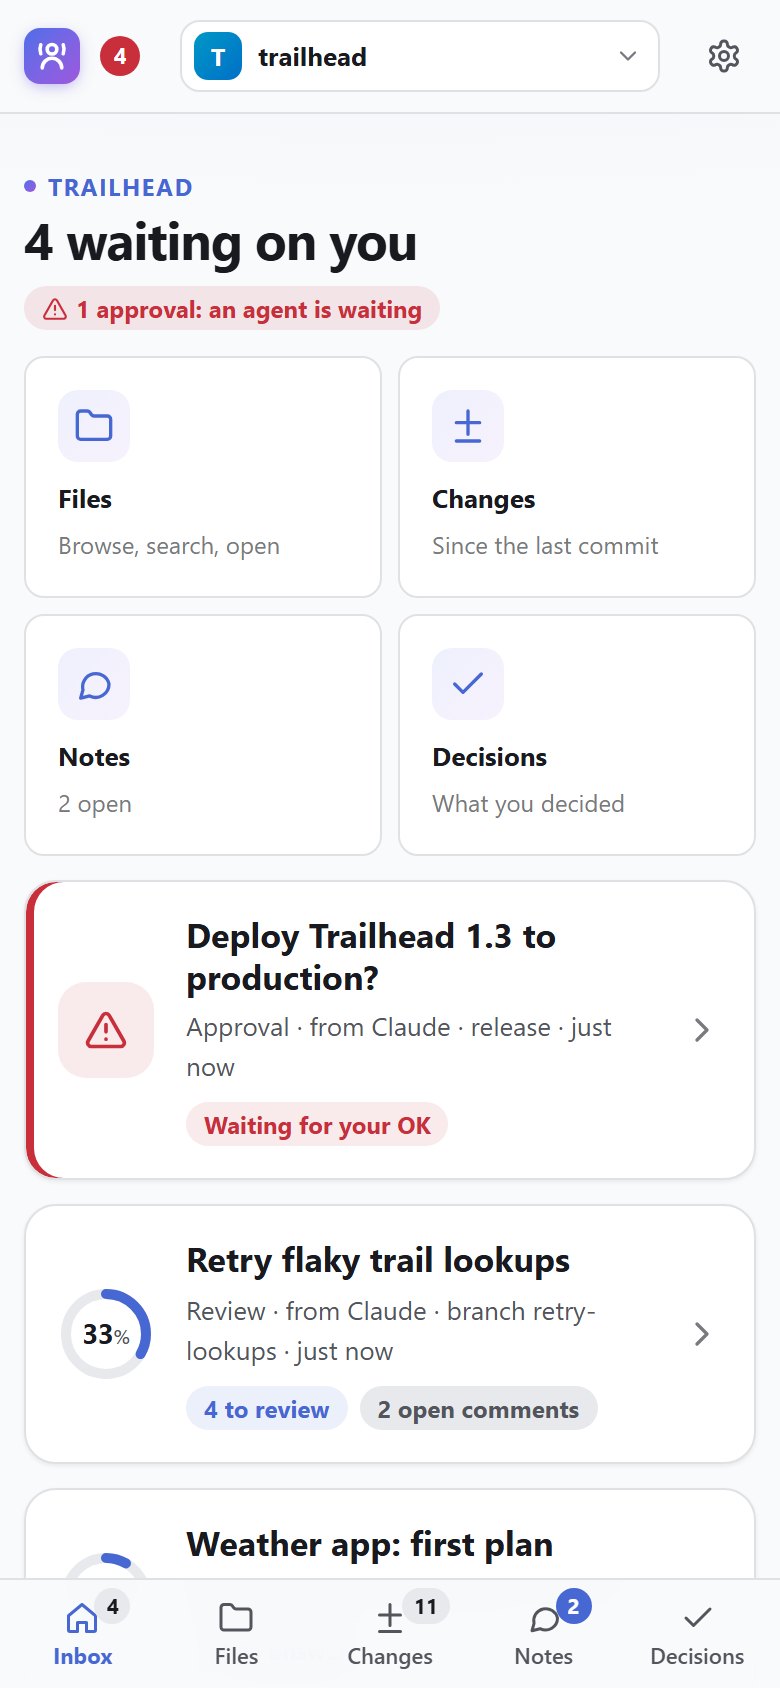 4
T
trailhead
TRAILHEAD
4 waiting on you
1 approval: an agent is waiting
Files
Browse, search, open
Changes
Since the last commit
Notes
2 open
Decisions
What you decided
Deploy Trailhead 1.3 to
production?
Approval · from Claude · release · just
now
Waiting for your OK
Retry flaky trail lookups
33%
Review · from Claude · branch retry-
lookups · just now
4 to review
2 open comments
Weather app: first plan
4
Inbox
Files
11
Changes
2
Notes
Decisions